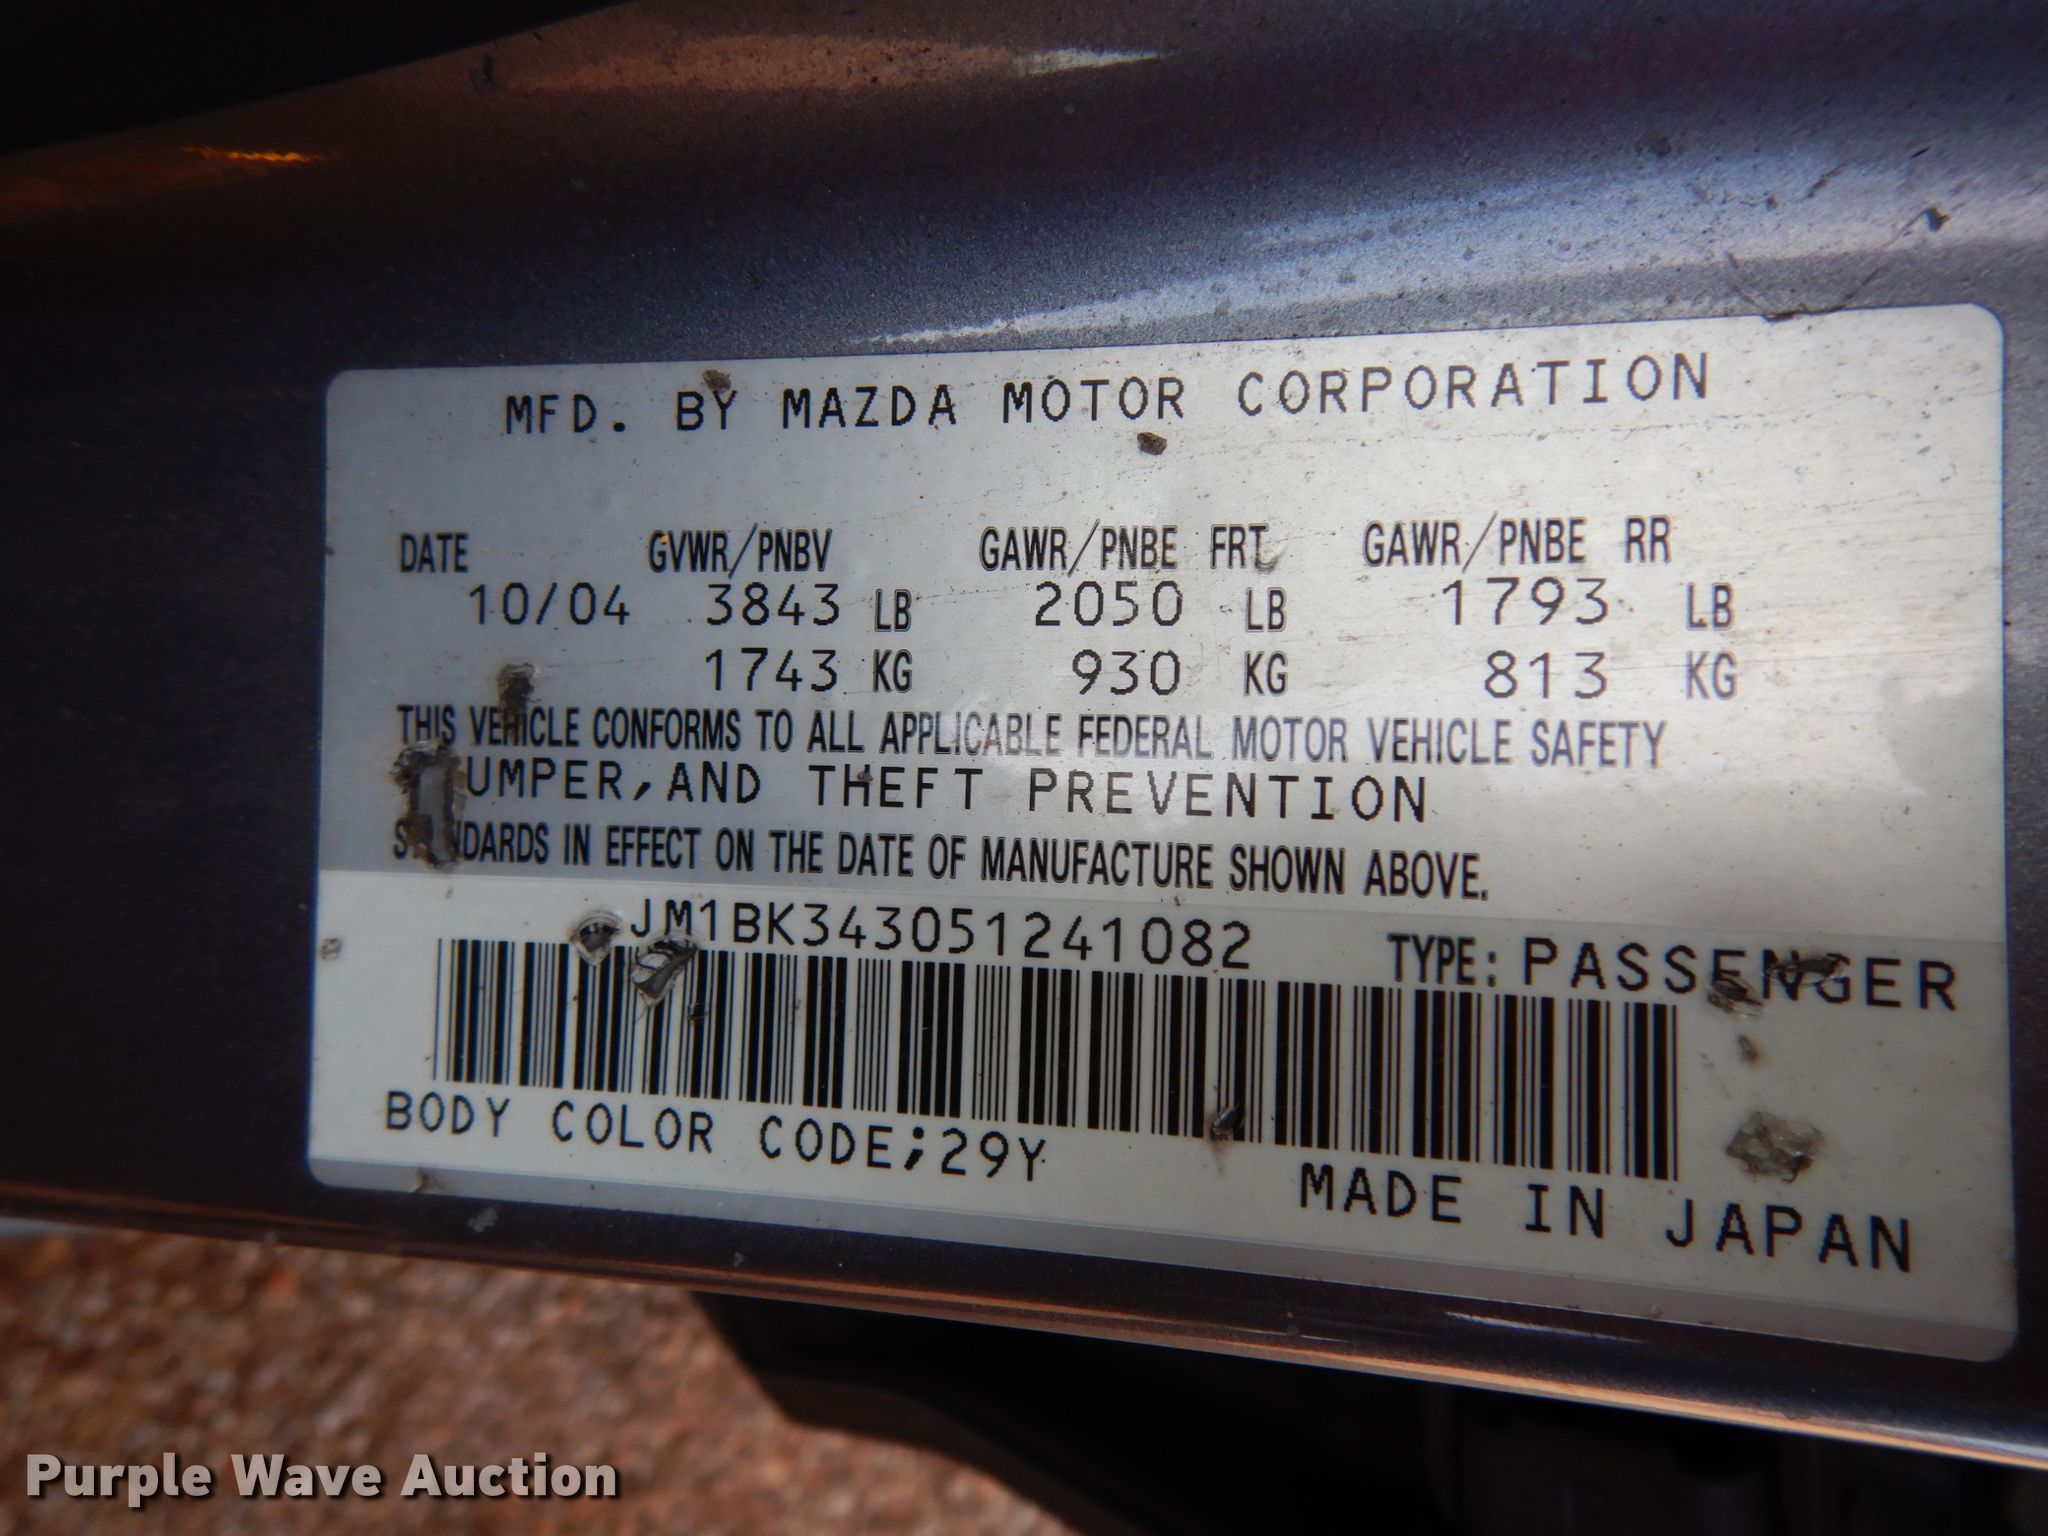 MFD. BY MAZDA MOTOR CORPORATION
DATE GVWR/PNBV GAWR/PNBE FRT GAWR/PNBE RR
10/04 3843 LB 2050 LB 1793 LB
1743 KG 930 KG 813 KG
THIS VEHICLE CONFORMS TO ALL APPLICABLE FEDERAL MOTOR VEHICLE SAFETY
UMPER, AND THEFT PREVENTION
STANDARDS IN EFFECT ON THE DATE OF MANUFACTURE SHOWN ABOVE.
JM1BK343051241082 TYPE: PASSENGER
BODY COLOR CODE;29Y
MADE IN JAPAN
Purple Wave Auction